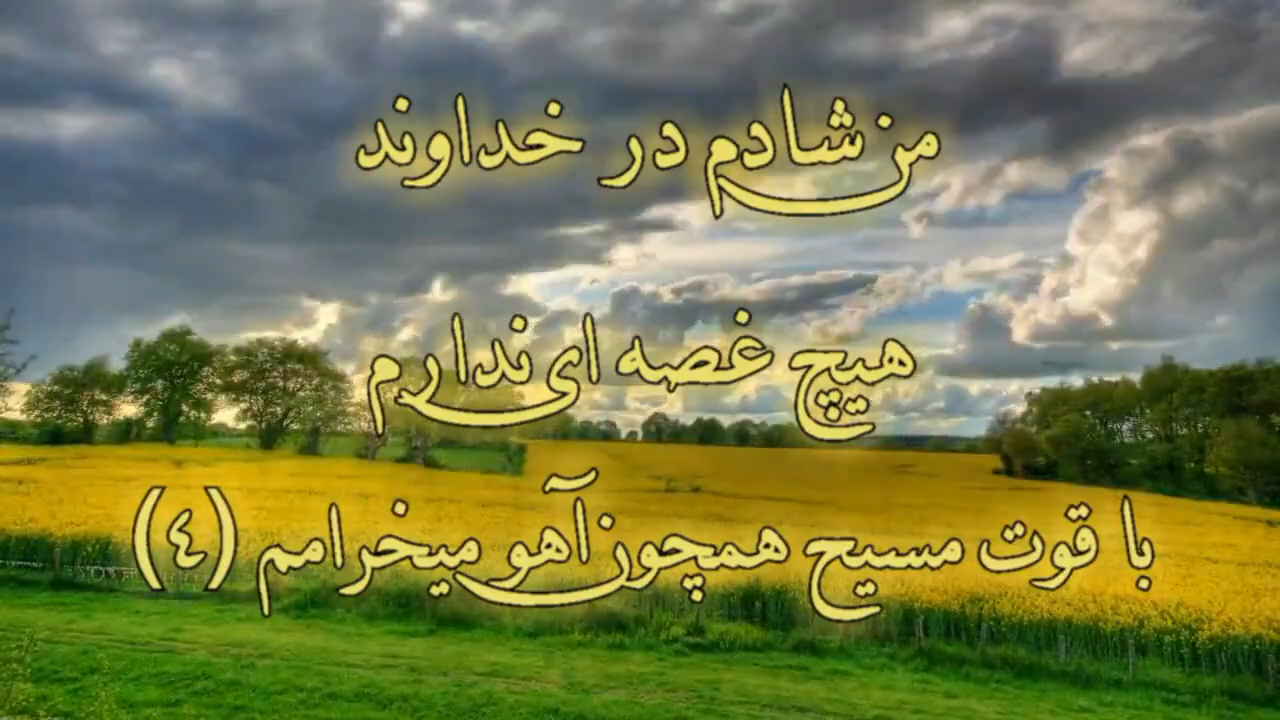 من شادم در خداوند
هیچ غصه ای ندارم
با قوت مسیح همچون آهو میخرامم (٤)